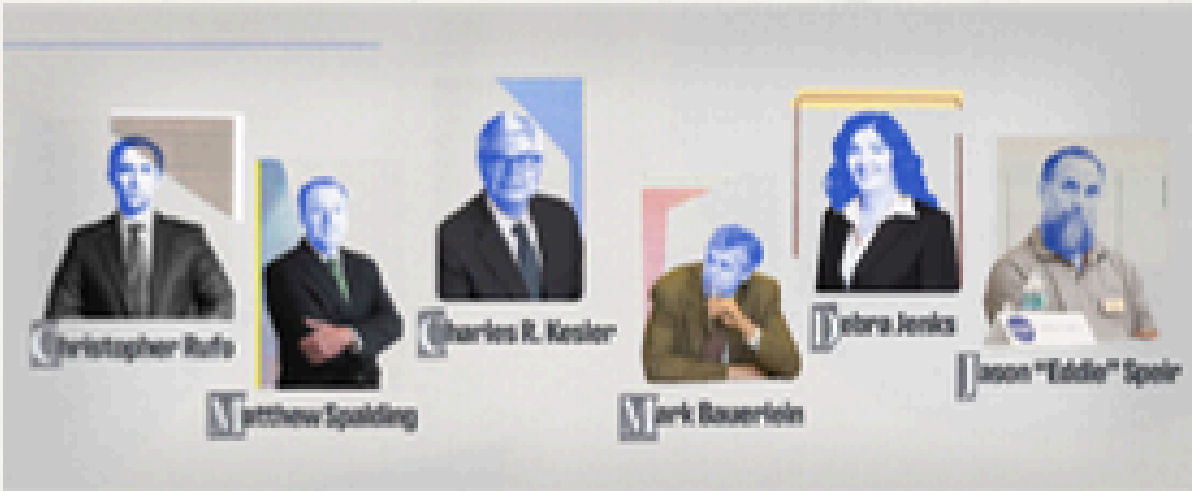 Christopher Rufo
Matthew Spalding
Charles R. Kesler
Mark Bauerlein
Debra Jenks
Jason "Eddie" Speir